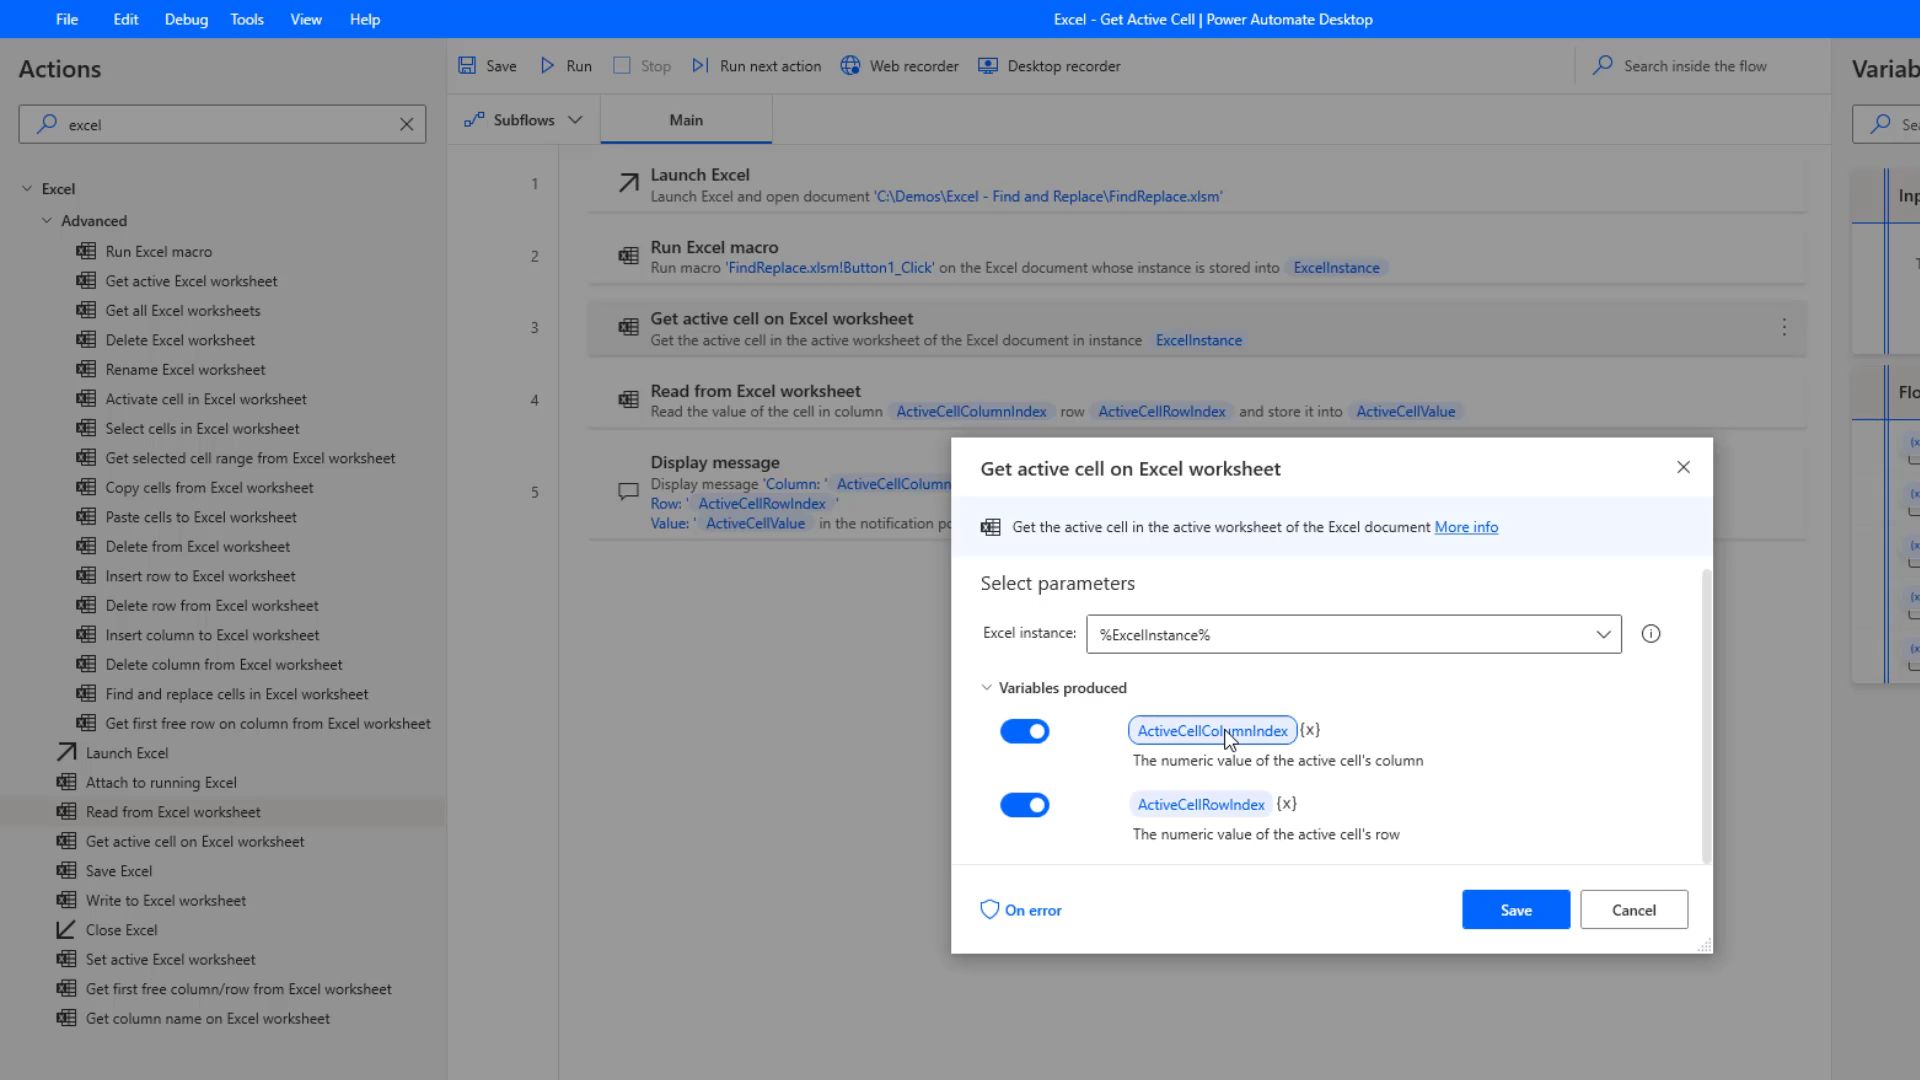 File Edit Debug Tools View Help
Excel - Get Active Cell | Power Automate Desktop
Actions
excel
Excel
Advanced
Run Excel macro
Get active Excel worksheet
Get all Excel worksheets
Delete Excel worksheet
Rename Excel worksheet
Activate cell in Excel worksheet
Select cells in Excel worksheet
Get selected cell range from Excel worksheet
Copy cells from Excel worksheet
Paste cells to Excel worksheet
Delete from Excel worksheet
Insert row to Excel worksheet
Delete row from Excel worksheet
Insert column to Excel worksheet
Delete column from Excel worksheet
Find and replace cells in Excel worksheet
Get first free row on column from Excel worksheet
Launch Excel
Attach to running Excel
Read from Excel worksheet
Get active cell on Excel worksheet
Save Excel
Write to Excel worksheet
Close Excel
Set active Excel worksheet
Get first free column/row from Excel worksheet
Get column name on Excel worksheet
Save Run Stop Run next action Web recorder Desktop recorder
Search inside the flow
Subflows Main
1
Launch Excel
Launch Excel and open document 'C:\Demos\Excel - Find and Replace\FindReplace.xlsm'
2
Run Excel macro
Run macro 'FindReplace.xlsm!Button1_Click' on the Excel document whose instance is stored into ExcelInstance
3
Get active cell on Excel worksheet
Get the active cell in the active worksheet of the Excel document in instance ExcelInstance
4
Read from Excel worksheet
Read the value of the cell in column ActiveCellColumnIndex row ActiveCellRowIndex and store it into ActiveCellValue
5
Display message
Display message 'Column: ' ActiveCellColumn
Row: ' ActiveCellRowIndex '
Value: ' ActiveCellValue in the notification po
Get active cell on Excel worksheet
Get the active cell in the active worksheet of the Excel document More info
Select parameters
Excel instance: %ExcelInstance%
Variables produced
ActiveCellColumnIndex {x}
The numeric value of the active cell's column
ActiveCellRowIndex {x}
The numeric value of the active cell's row
On error
Save
Cancel
Variab
Sea
Inp
Flo